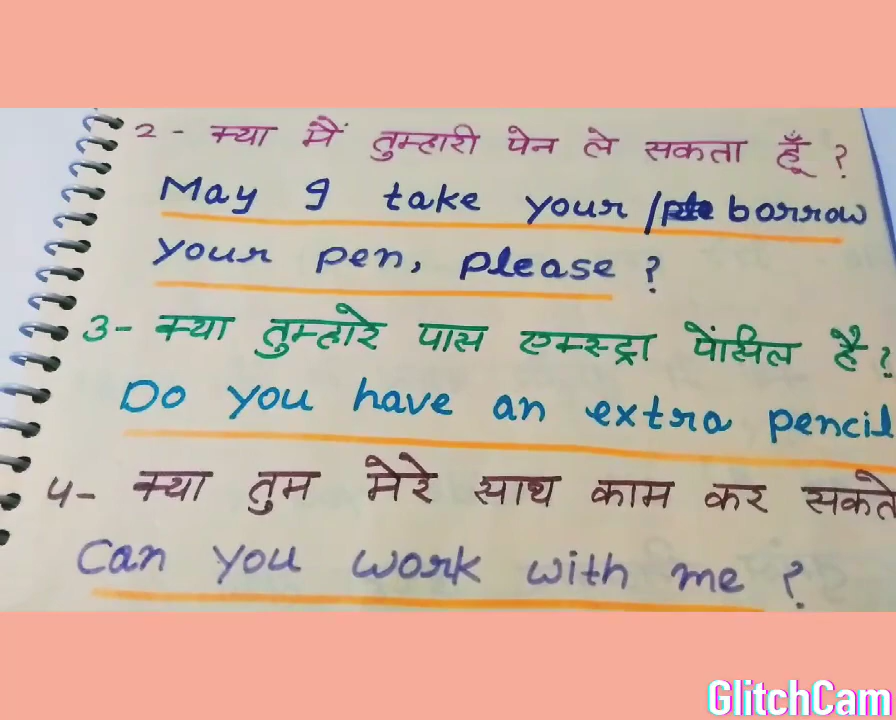 2 - क्या मैं तुम्हारी पेन ले सकता हूँ ?
May I take your / borrow
your pen, please ?
3- क्या तुम्हारे पास एक्स्ट्रा पेंसिल है ?
Do you have an extra pencil
4- क्या तुम मेरे साथ काम कर सकते
Can you work with me ?
GlitchCam